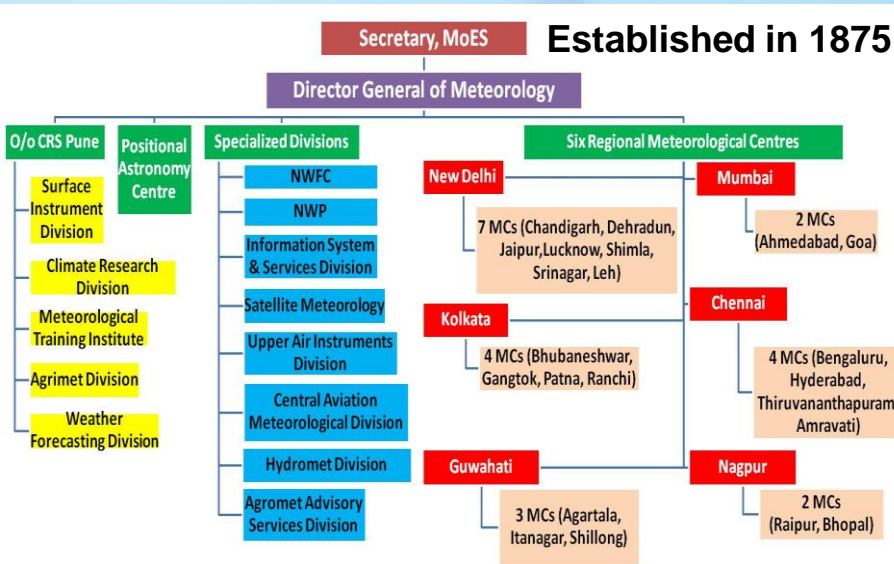 Secretary, MoES
Established in 1875
Director General of Meteorology
O/o CRS Pune
Surface
Instrument
Division
Climate Research
Division
Meteorological
Training Institute
Agrimet Division
Weather
Forecasting Division
Positional
Astronomy
Centre
Specialized Divisions
NWFC
NWP
Information System
& Services Division
Satellite Meteorology
Upper Air Instruments
Division
Central Aviation
Meteorological Division
Hydromet Division
Agromet Advisory
Services Division
Six Regional Meteorological Centres
New Delhi
7 MCs (Chandigarh, Dehradun,
Jaipur,Lucknow, Shimla,
Srinagar, Leh)
Mumbai
2 MCs
(Ahmedabad, Goa)
Kolkata
4 MCs (Bhubaneshwar,
Gangtok, Patna, Ranchi)
Chennai
4 MCs (Bengaluru,
Hyderabad,
Thiruvananthapuram,
Amravati)
Guwahati
3 MCs (Agartala,
Itanagar, Shillong)
Nagpur
2 MCs
(Raipur, Bhopal)